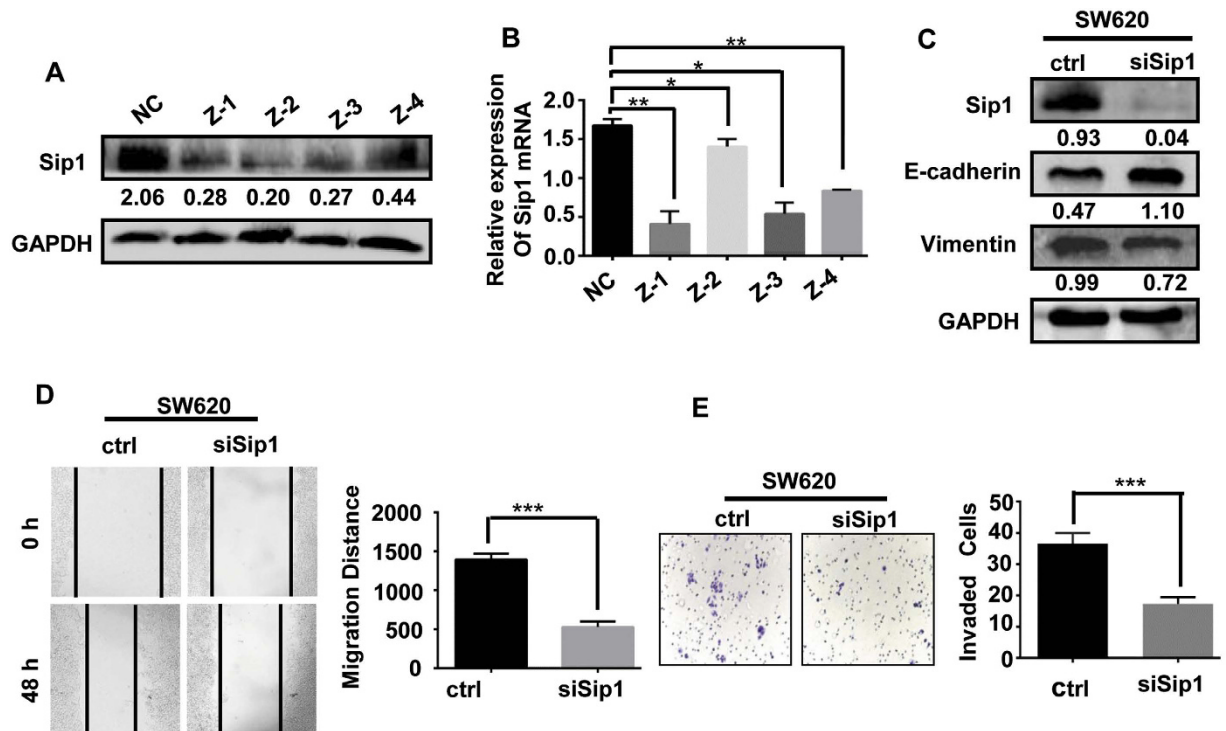 A
NC Z-1 Z-2 Z-3 Z-4
Sip1
2.06 0.28 0.20 0.27 0.44
GAPDH
B
Relative expression
Of Sip1 mRNA
2.0
1.5
1.0
0.5
0.0
**
*
*
**
NC Z-1 Z-2 Z-3 Z-4
C
SW620
ctrl siSip1
Sip1
0.93 0.04
E-cadherin
0.47 1.10
Vimentin
0.99 0.72
GAPDH
D
SW620
ctrl siSip1
0 h
48 h
Migration Distance
2000
1500
1000
500
0
***
ctrl siSip1
E
SW620
ctrl siSip1
Invaded Cells
50
40
30
20
10
0
***
ctrl siSip1